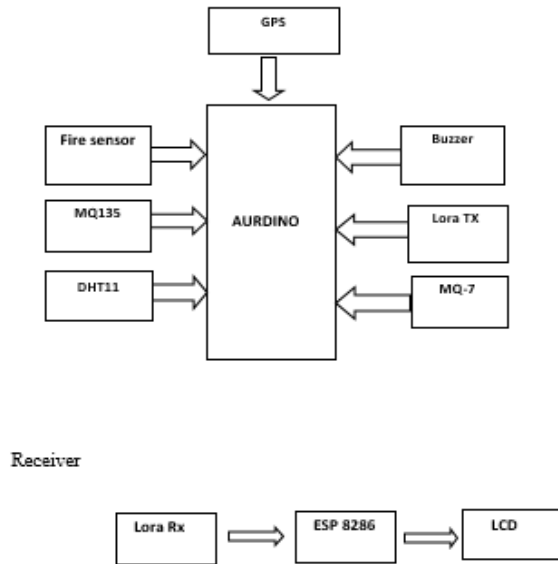 GPS
Fire sensor
Buzzer
MQ135
AURDINO
Lora TX
DHT11
MQ-7
Receiver
Lora Rx
ESP 8286
LCD